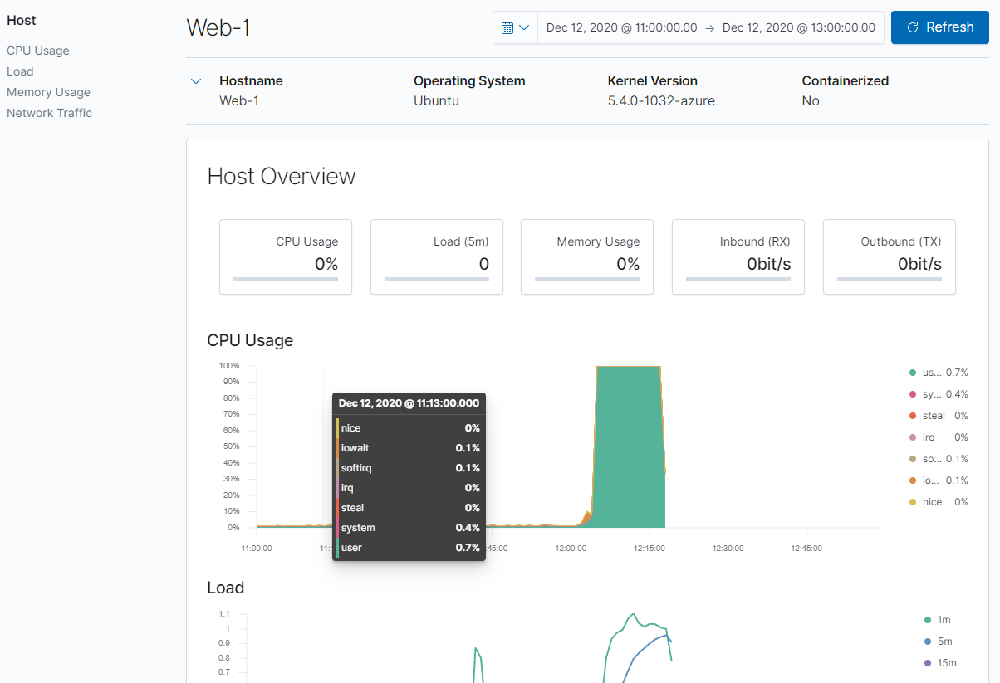 Host
CPU Usage
Load
Memory Usage
Network Traffic
Web-1
Dec 12, 2020 @ 11:00:00.00 → Dec 12, 2020 @ 13:00:00.00
Refresh
Hostname Operating System Kernel Version Containerized
Web-1 Ubuntu 5.4.0-1032-azure No
Host Overview
CPU Usage Load (5m) Memory Usage Inbound (RX) Outbound (TX)
0% 0 0% 0bit/s 0bit/s
CPU Usage
100%
90%
80%
70%
60%
50%
40%
30%
20%
10%
0%
11:00:00 11:1 :45:00 12:00:00 12:15:00 12:30:00 12:45:00
Dec 12, 2020 @ 11:13:00.000
nice 0%
iowait 0.1%
softirq 0.1%
irq 0%
steal 0%
system 0.4%
user 0.7%
us... 0.7%
sy... 0.4%
steal 0%
irq 0%
so... 0.1%
io... 0.1%
nice 0%
Load
1.1
1
0.9
0.8
0.7
1m
5m
15m